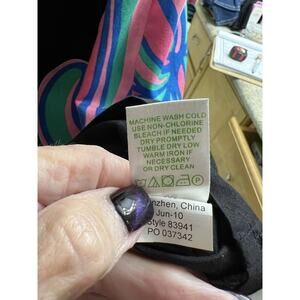 MACHINE WASH COLD
USE NON-CHLORINE
BLEACH IF NEEDED
DRY PROMPTLY
TUMBLE DRY LOW
WARM IRON IF
NECESSARY
OR DRY CLEAN
nzhen, China
Jun-10
Style 83941
PO 037342